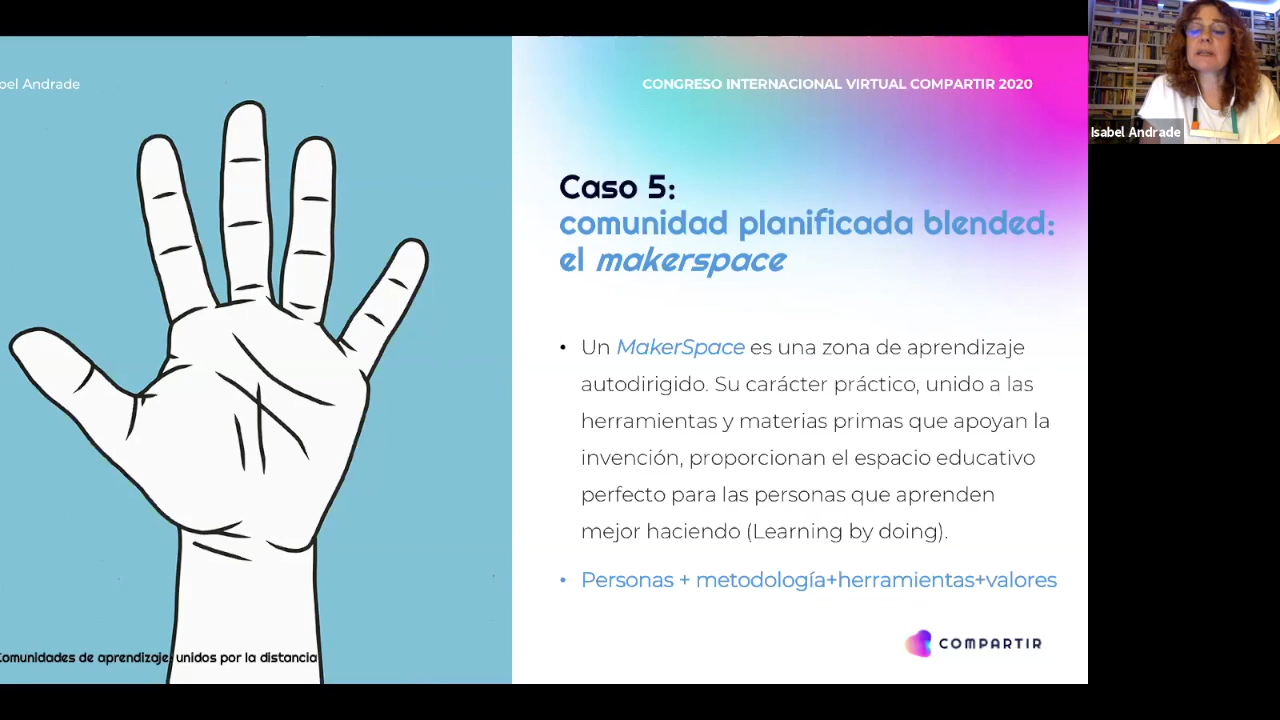 Andrade
CONGRESO INTERNACIONAL VIRTUAL COMPARTIR 2020
Isabel Andrade
Caso 5:
comunidad planificada blended:
el makerspace
• Un MakerSpace es una zona de aprendizaje
autodirigido. Su carácter práctico, unido a las
herramientas y materias primas que apoyan la
invención, proporcionan el espacio educativo
perfecto para las personas que aprenden
mejor haciendo (Learning by doing).
• Personas + metodología+herramientas+valores
COMPARTIR
Comunidades de aprendizaje: unidos por la distancia